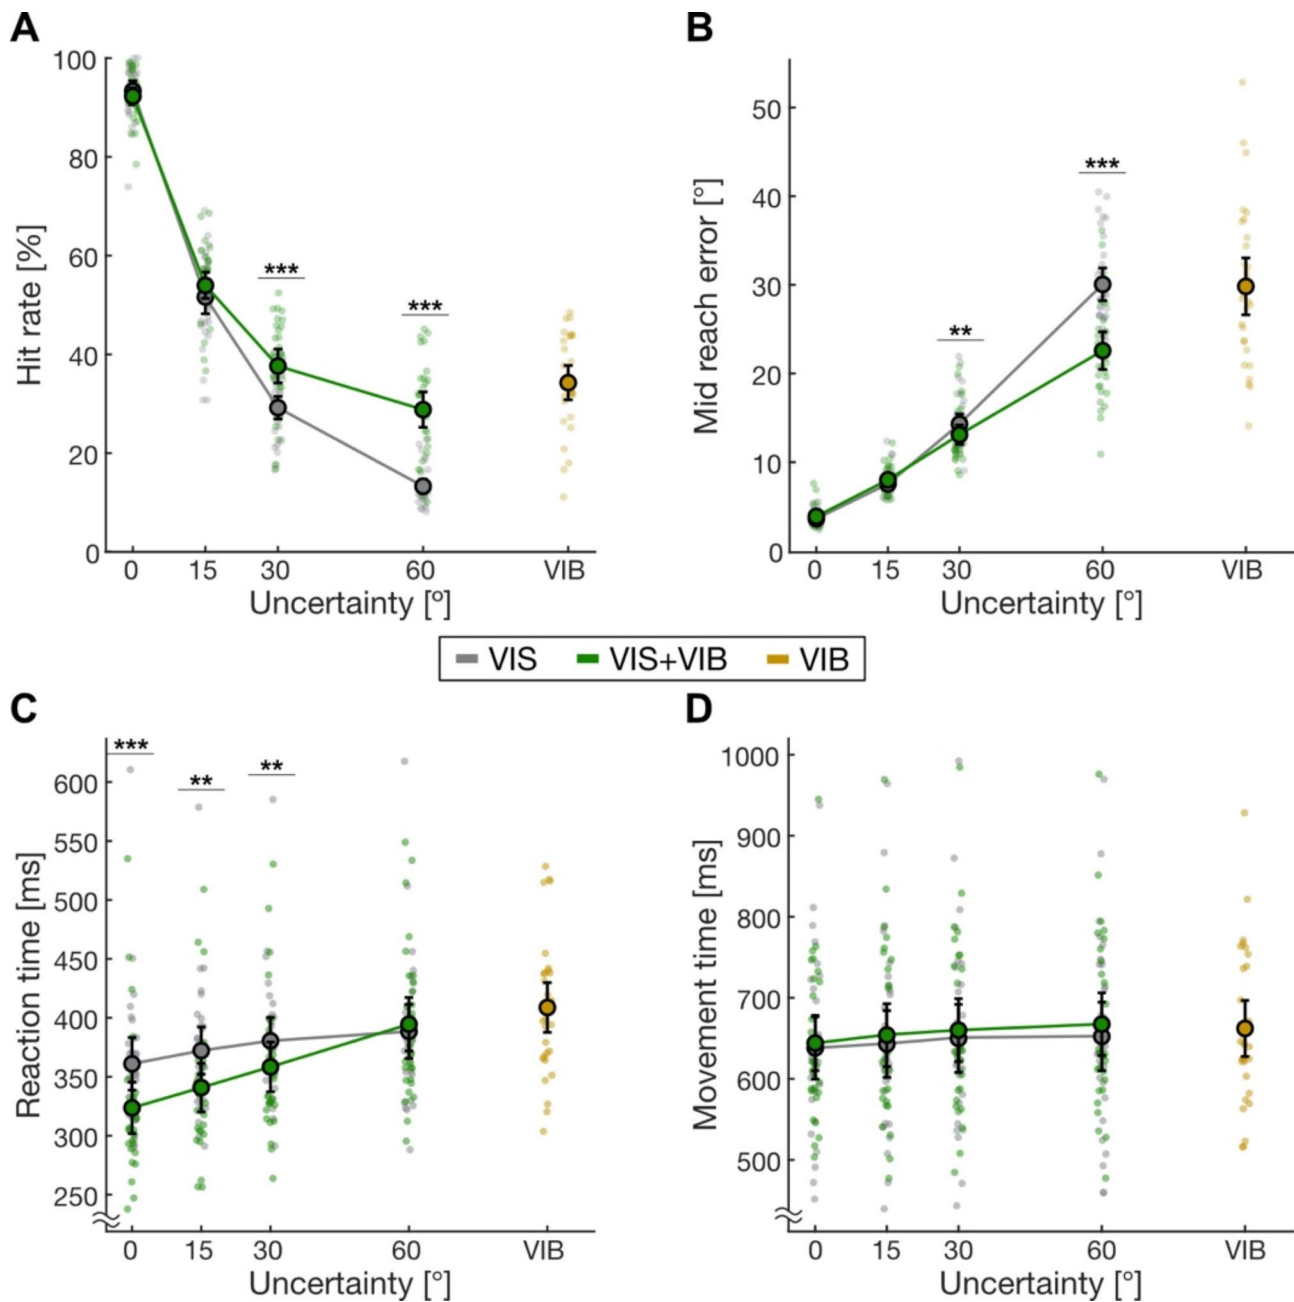 A
100
80
60
40
20
0
Hit rate [%]
***
***
0 15 30 60 VIB
Uncertainty [°]
B
50
40
30
20
10
0
Mid reach error [°]
**
***
0 15 30 60 VIB
Uncertainty [°]
VIS VIS+VIB VIB
C
600
550
500
450
400
350
300
250
Reaction time [ms]
***
**
**
0 15 30 60 VIB
Uncertainty [°]
D
1000
900
800
700
600
500
Movement time [ms]
0 15 30 60 VIB
Uncertainty [°]